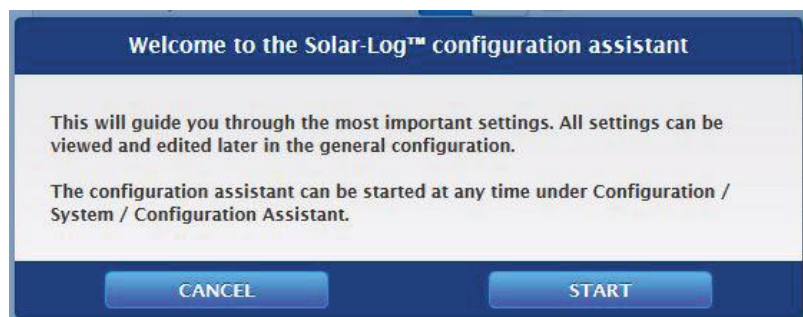 Welcome to the Solar-Log™ configuration assistant
This will guide you through the most important settings. All settings can be
viewed and edited later in the general configuration.
The configuration assistant can be started at any time under Configuration /
System / Configuration Assistant.
CANCEL START